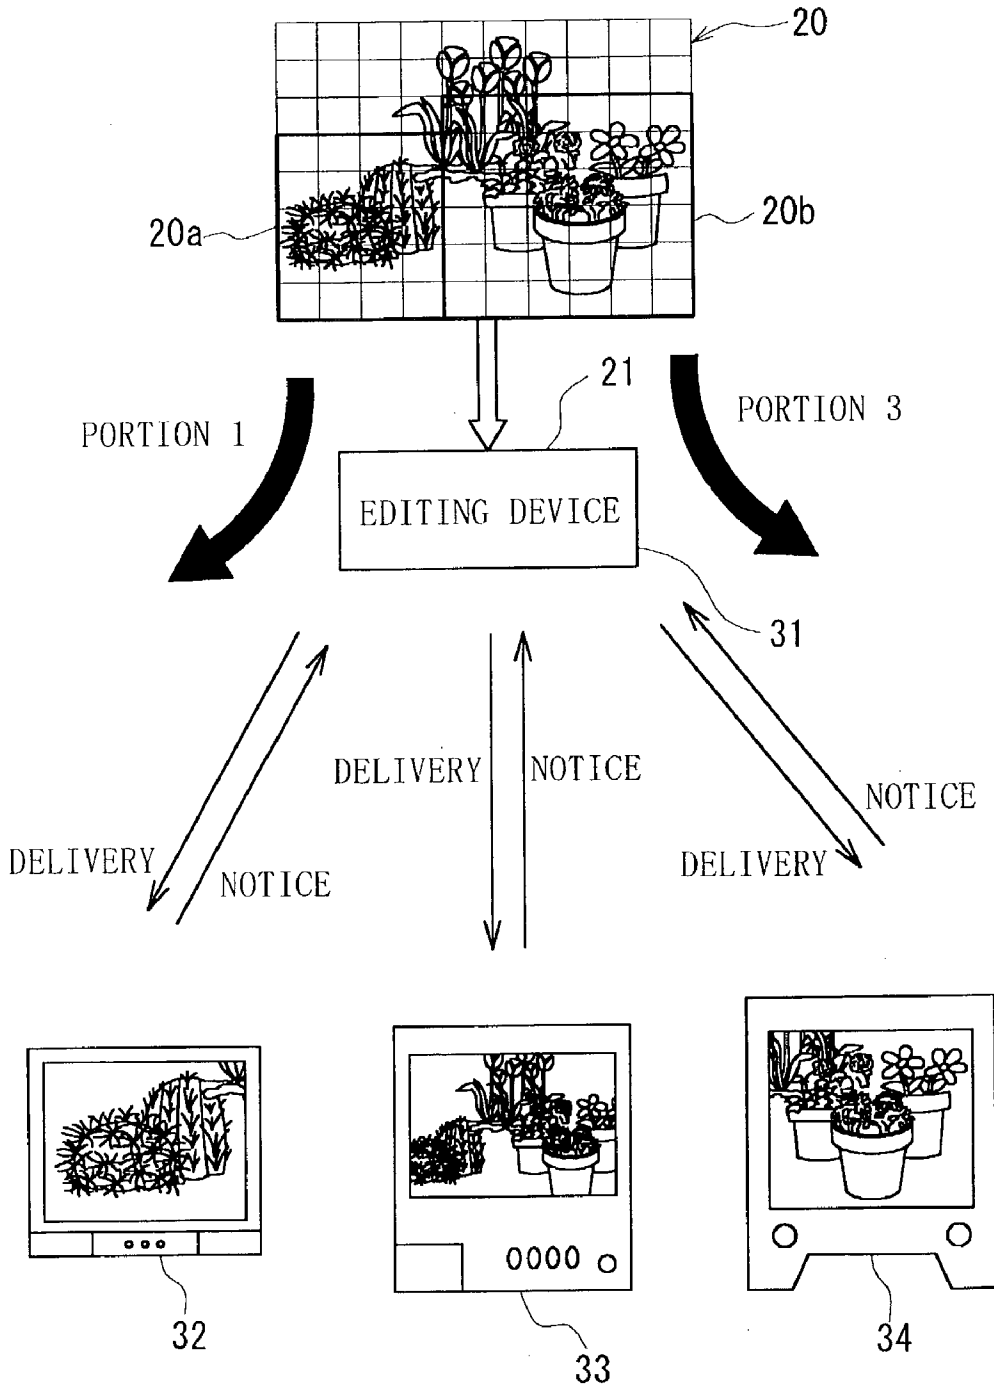 20
20a
20b
21
PORTION 1
PORTION 3
EDITING DEVICE
31
DELIVERY
NOTICE
DELIVERY
NOTICE
DELIVERY
NOTICE
32
33
34